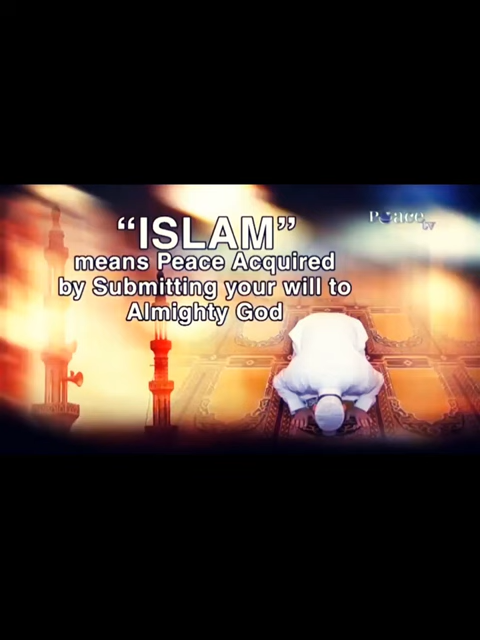 Peace TV
“ISLAM”
means Peace Acquired
by Submitting your will to
Almighty God